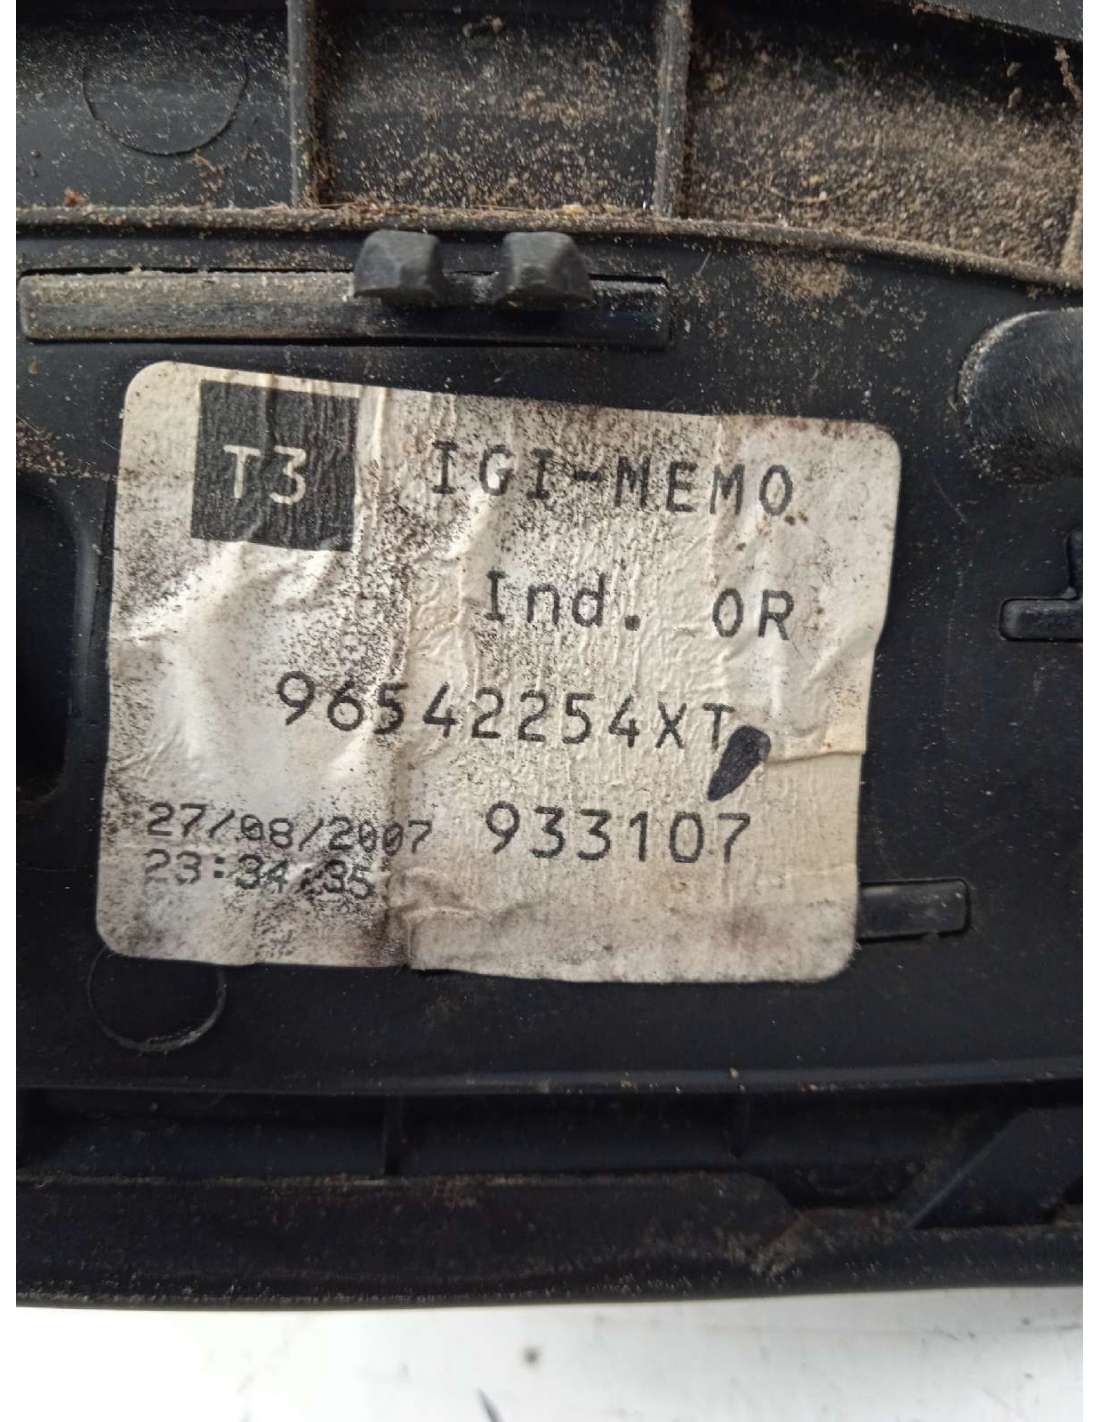 T3 IGI-MEMO
Ind. 0R
96542254XT
27/08/2007 933107
23:34:35